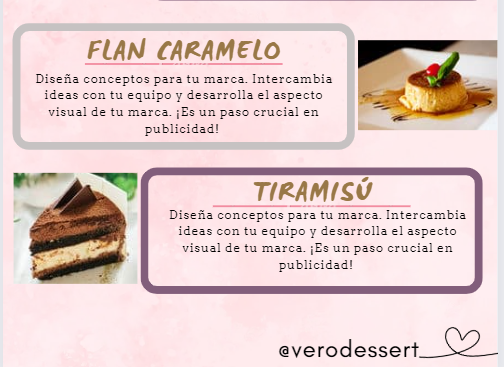 FLAN CARAMELO
Diseña conceptos para tu marca. Intercambia
ideas con tu equipo y desarrolla el aspecto
visual de tu marca. ¡Es un paso crucial en
publicidad!
TIRAMISÚ
Diseña conceptos para tu marca. Intercambia
ideas con tu equipo y desarrolla el aspecto
visual de tu marca. ¡Es un paso crucial en
publicidad!
@verodessert